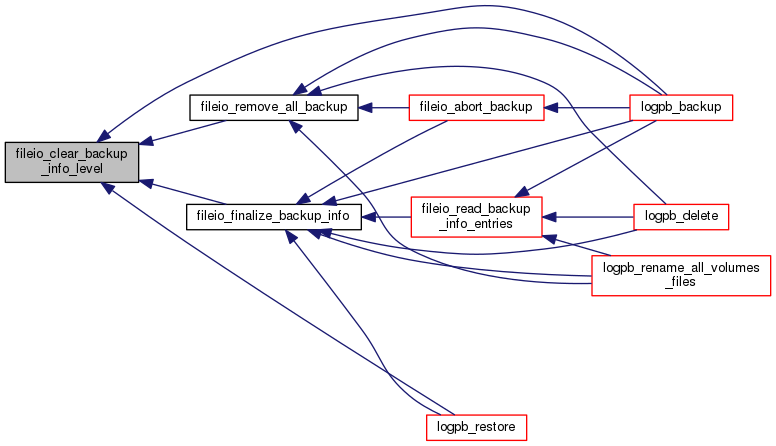 fileio_clear_backup
_info_level
fileio_remove_all_backup
fileio_finalize_backup_info
fileio_abort_backup
fileio_read_backup
_info_entries
logpb_backup
logpb_delete
logpb_rename_all_volumes
_files
logpb_restore